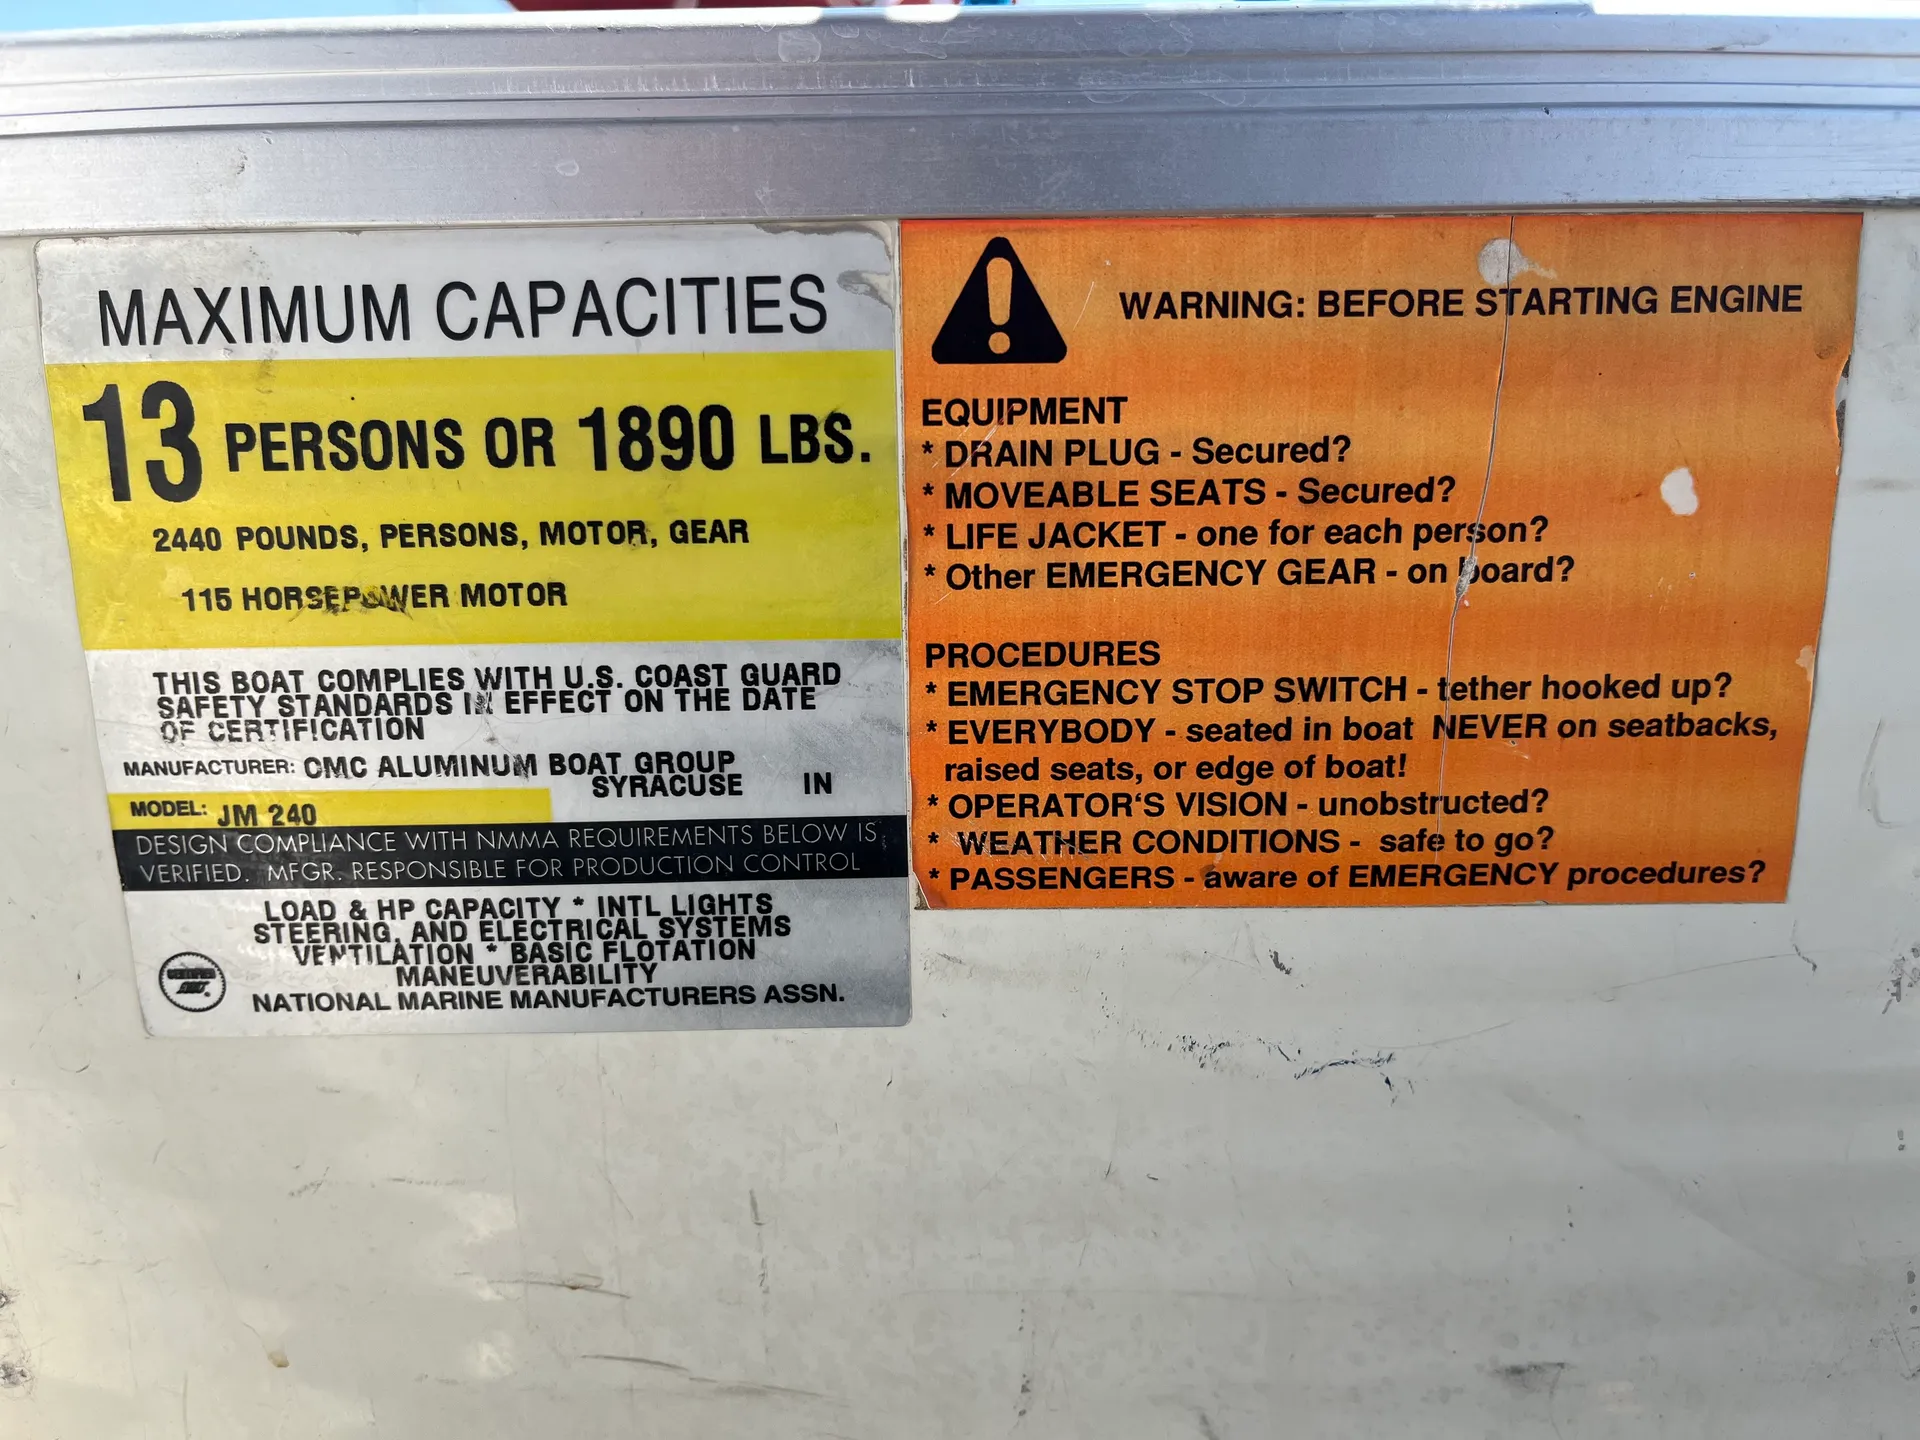 MAXIMUM CAPACITIES
13 PERSONS OR 1890 LBS.
2440 POUNDS, PERSONS, MOTOR, GEAR
115 HORSEPOWER MOTOR
THIS BOAT COMPLIES WITH U.S. COAST GUARD
SAFETY STANDARDS IN EFFECT ON THE DATE
OF CERTIFICATION
MANUFACTURER: OMC ALUMINUM BOAT GROUP
SYRACUSE IN
MODEL: JM 240
DESIGN COMPLIANCE WITH NMMA REQUIREMENTS BELOW IS
VERIFIED. MFGR. RESPONSIBLE FOR PRODUCTION CONTROL
LOAD & HP CAPACITY * INTL LIGHTS
STEERING, AND ELECTRICAL SYSTEMS
VENTILATION * BASIC FLOTATION
MANEUVERABILITY
NATIONAL MARINE MANUFACTURERS ASSN.
WARNING: BEFORE STARTING ENGINE
EQUIPMENT
* DRAIN PLUG - Secured?
* MOVEABLE SEATS - Secured?
* LIFE JACKET - one for each person?
* Other EMERGENCY GEAR - on board?
PROCEDURES
* EMERGENCY STOP SWITCH - tether hooked up?
* EVERYBODY - seated in boat NEVER on seatbacks,
raised seats, or edge of boat!
* OPERATOR'S VISION - unobstructed?
* WEATHER CONDITIONS - safe to go?
* PASSENGERS - aware of EMERGENCY procedures?